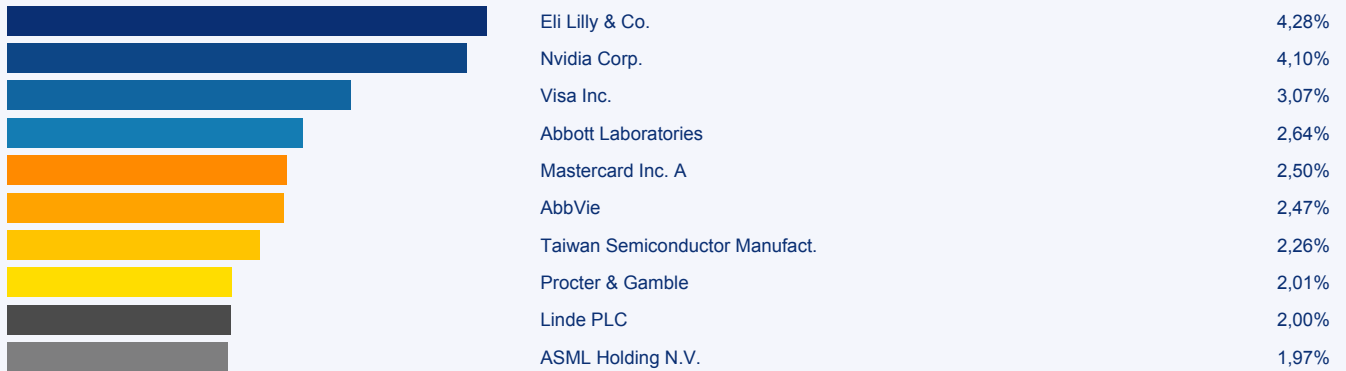 Eli Lilly & Co. 4,28%
Nvidia Corp. 4,10%
Visa Inc. 3,07%
Abbott Laboratories 2,64%
Mastercard Inc. A 2,50%
AbbVie 2,47%
Taiwan Semiconductor Manufact. 2,26%
Procter & Gamble 2,01%
Linde PLC 2,00%
ASML Holding N.V. 1,97%